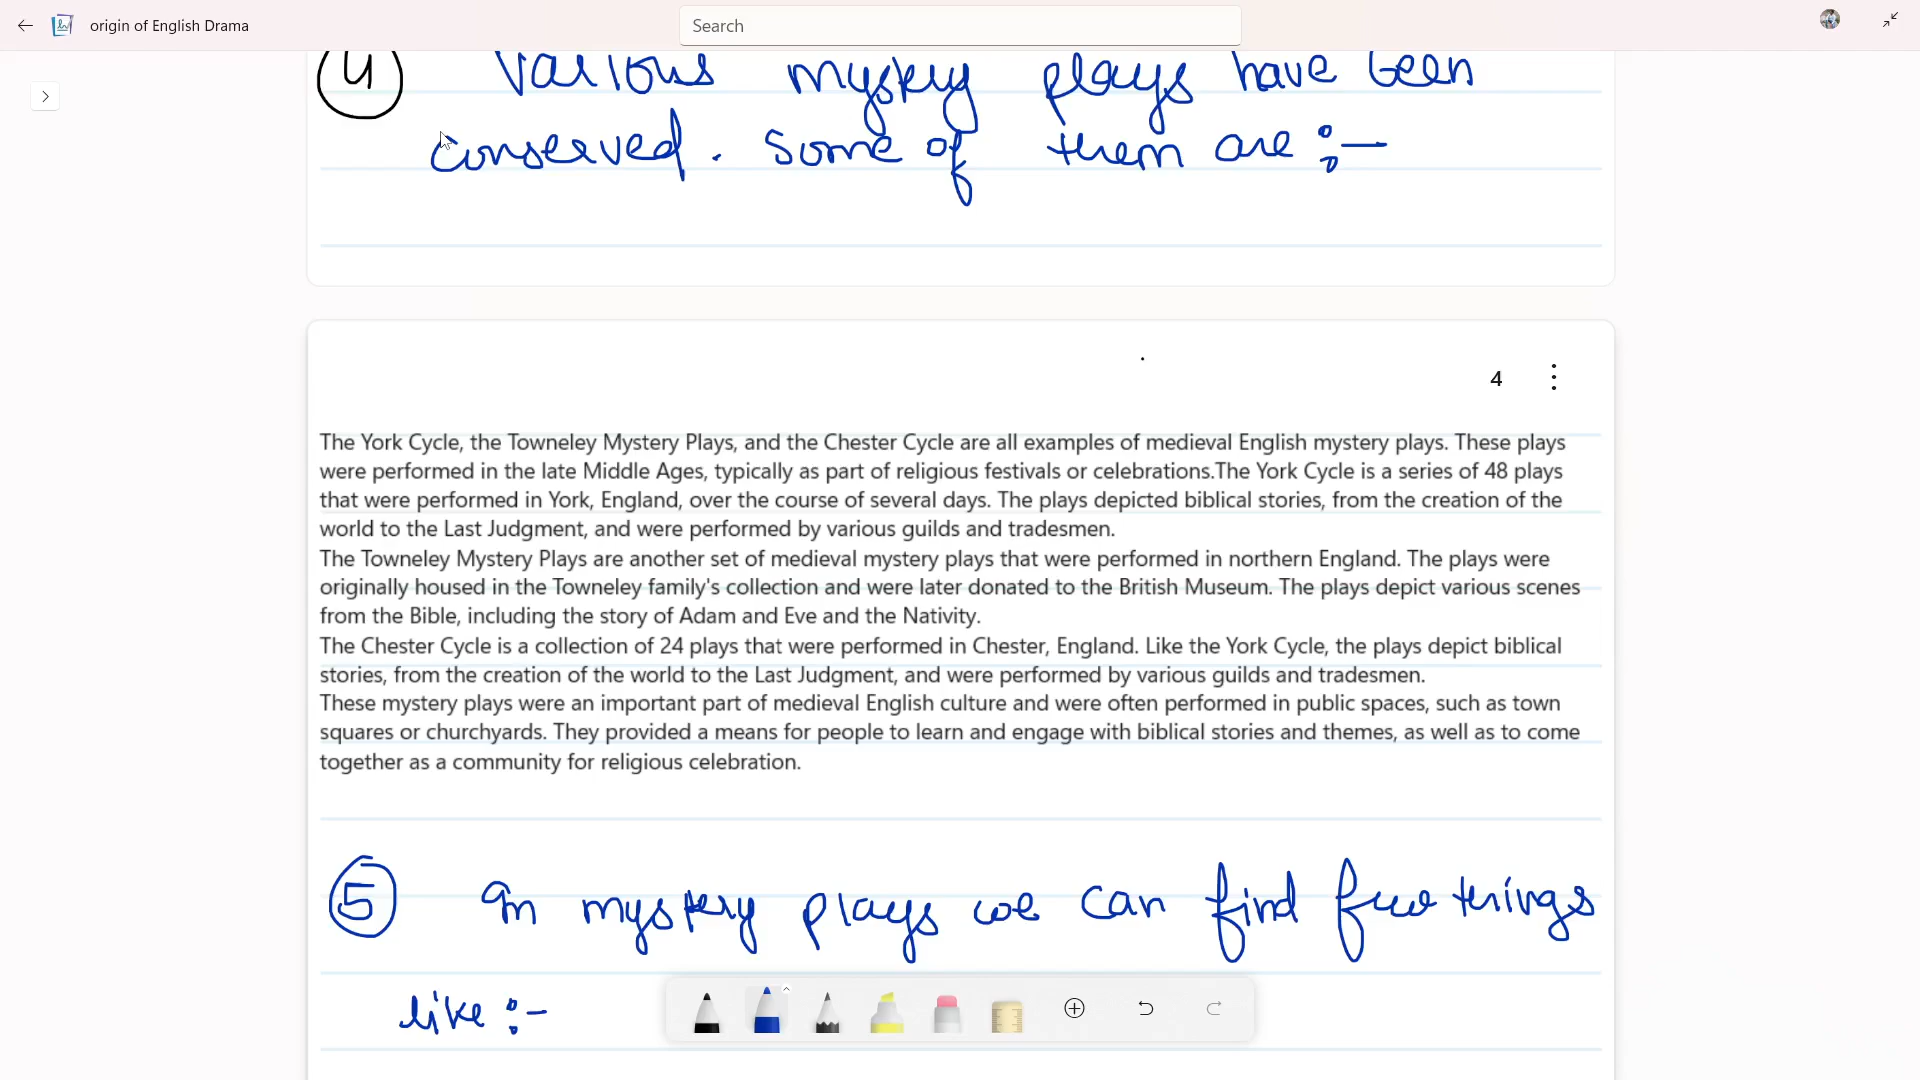 origin of English Drama
Search
4 Various mystery plays have been
conserved. Some of them are :-
4
The York Cycle, the Towneley Mystery Plays, and the Chester Cycle are all examples of medieval English mystery plays. These plays
were performed in the late Middle Ages, typically as part of religious festivals or celebrations.The York Cycle is a series of 48 plays
that were performed in York, England, over the course of several days. The plays depicted biblical stories, from the creation of the
world to the Last Judgment, and were performed by various guilds and tradesmen.
The Towneley Mystery Plays are another set of medieval mystery plays that were performed in northern England. The plays were
originally housed in the Towneley family's collection and were later donated to the British Museum. The plays depict various scenes
from the Bible, including the story of Adam and Eve and the Nativity.
The Chester Cycle is a collection of 24 plays that were performed in Chester, England. Like the York Cycle, the plays depict biblical
stories, from the creation of the world to the Last Judgment, and were performed by various guilds and tradesmen.
These mystery plays were an important part of medieval English culture and were often performed in public spaces, such as town
squares or churchyards. They provided a means for people to learn and engage with biblical stories and themes, as well as to come
together as a community for religious celebration.
5 In mystery plays we can find few things
like :-